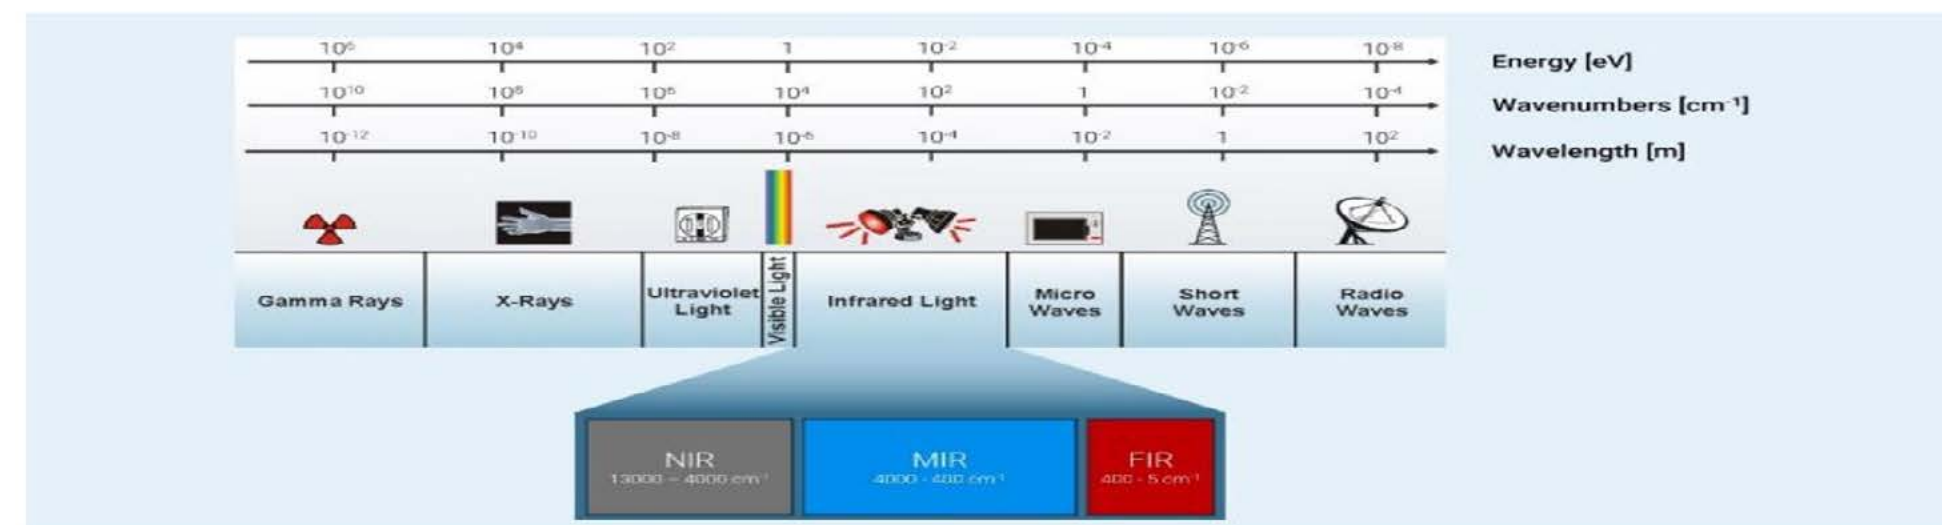 10⁶ 10⁴ 10² 1 10⁻² 10⁻⁴ 10⁻⁶ 10⁻⁸ Energy [eV]
10¹⁰ 10⁸ 10⁶ 10⁴ 10² 1 10⁻² 10⁻⁴ Wavenumbers [cm⁻¹]
10⁻¹² 10⁻¹⁰ 10⁻⁸ 10⁻⁶ 10⁻⁴ 10⁻² 1 10² Wavelength [m]
Gamma Rays
X-Rays
Ultraviolet
Light
Visible Light
Infrared Light
Micro
Waves
Short
Waves
Radio
Waves
NIR
13000 – 4000 cm⁻¹
MIR
4000 - 400 cm⁻¹
FIR
400 - 5 cm⁻¹